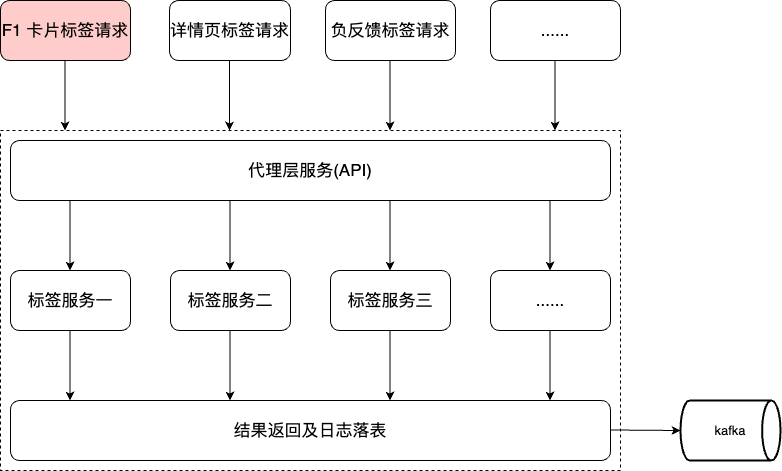 F1 卡片标签请求
详情页标签请求
负反馈标签请求
......
代理层服务(API)
标签服务一
标签服务二
标签服务三
......
结果返回及日志落表
kafka